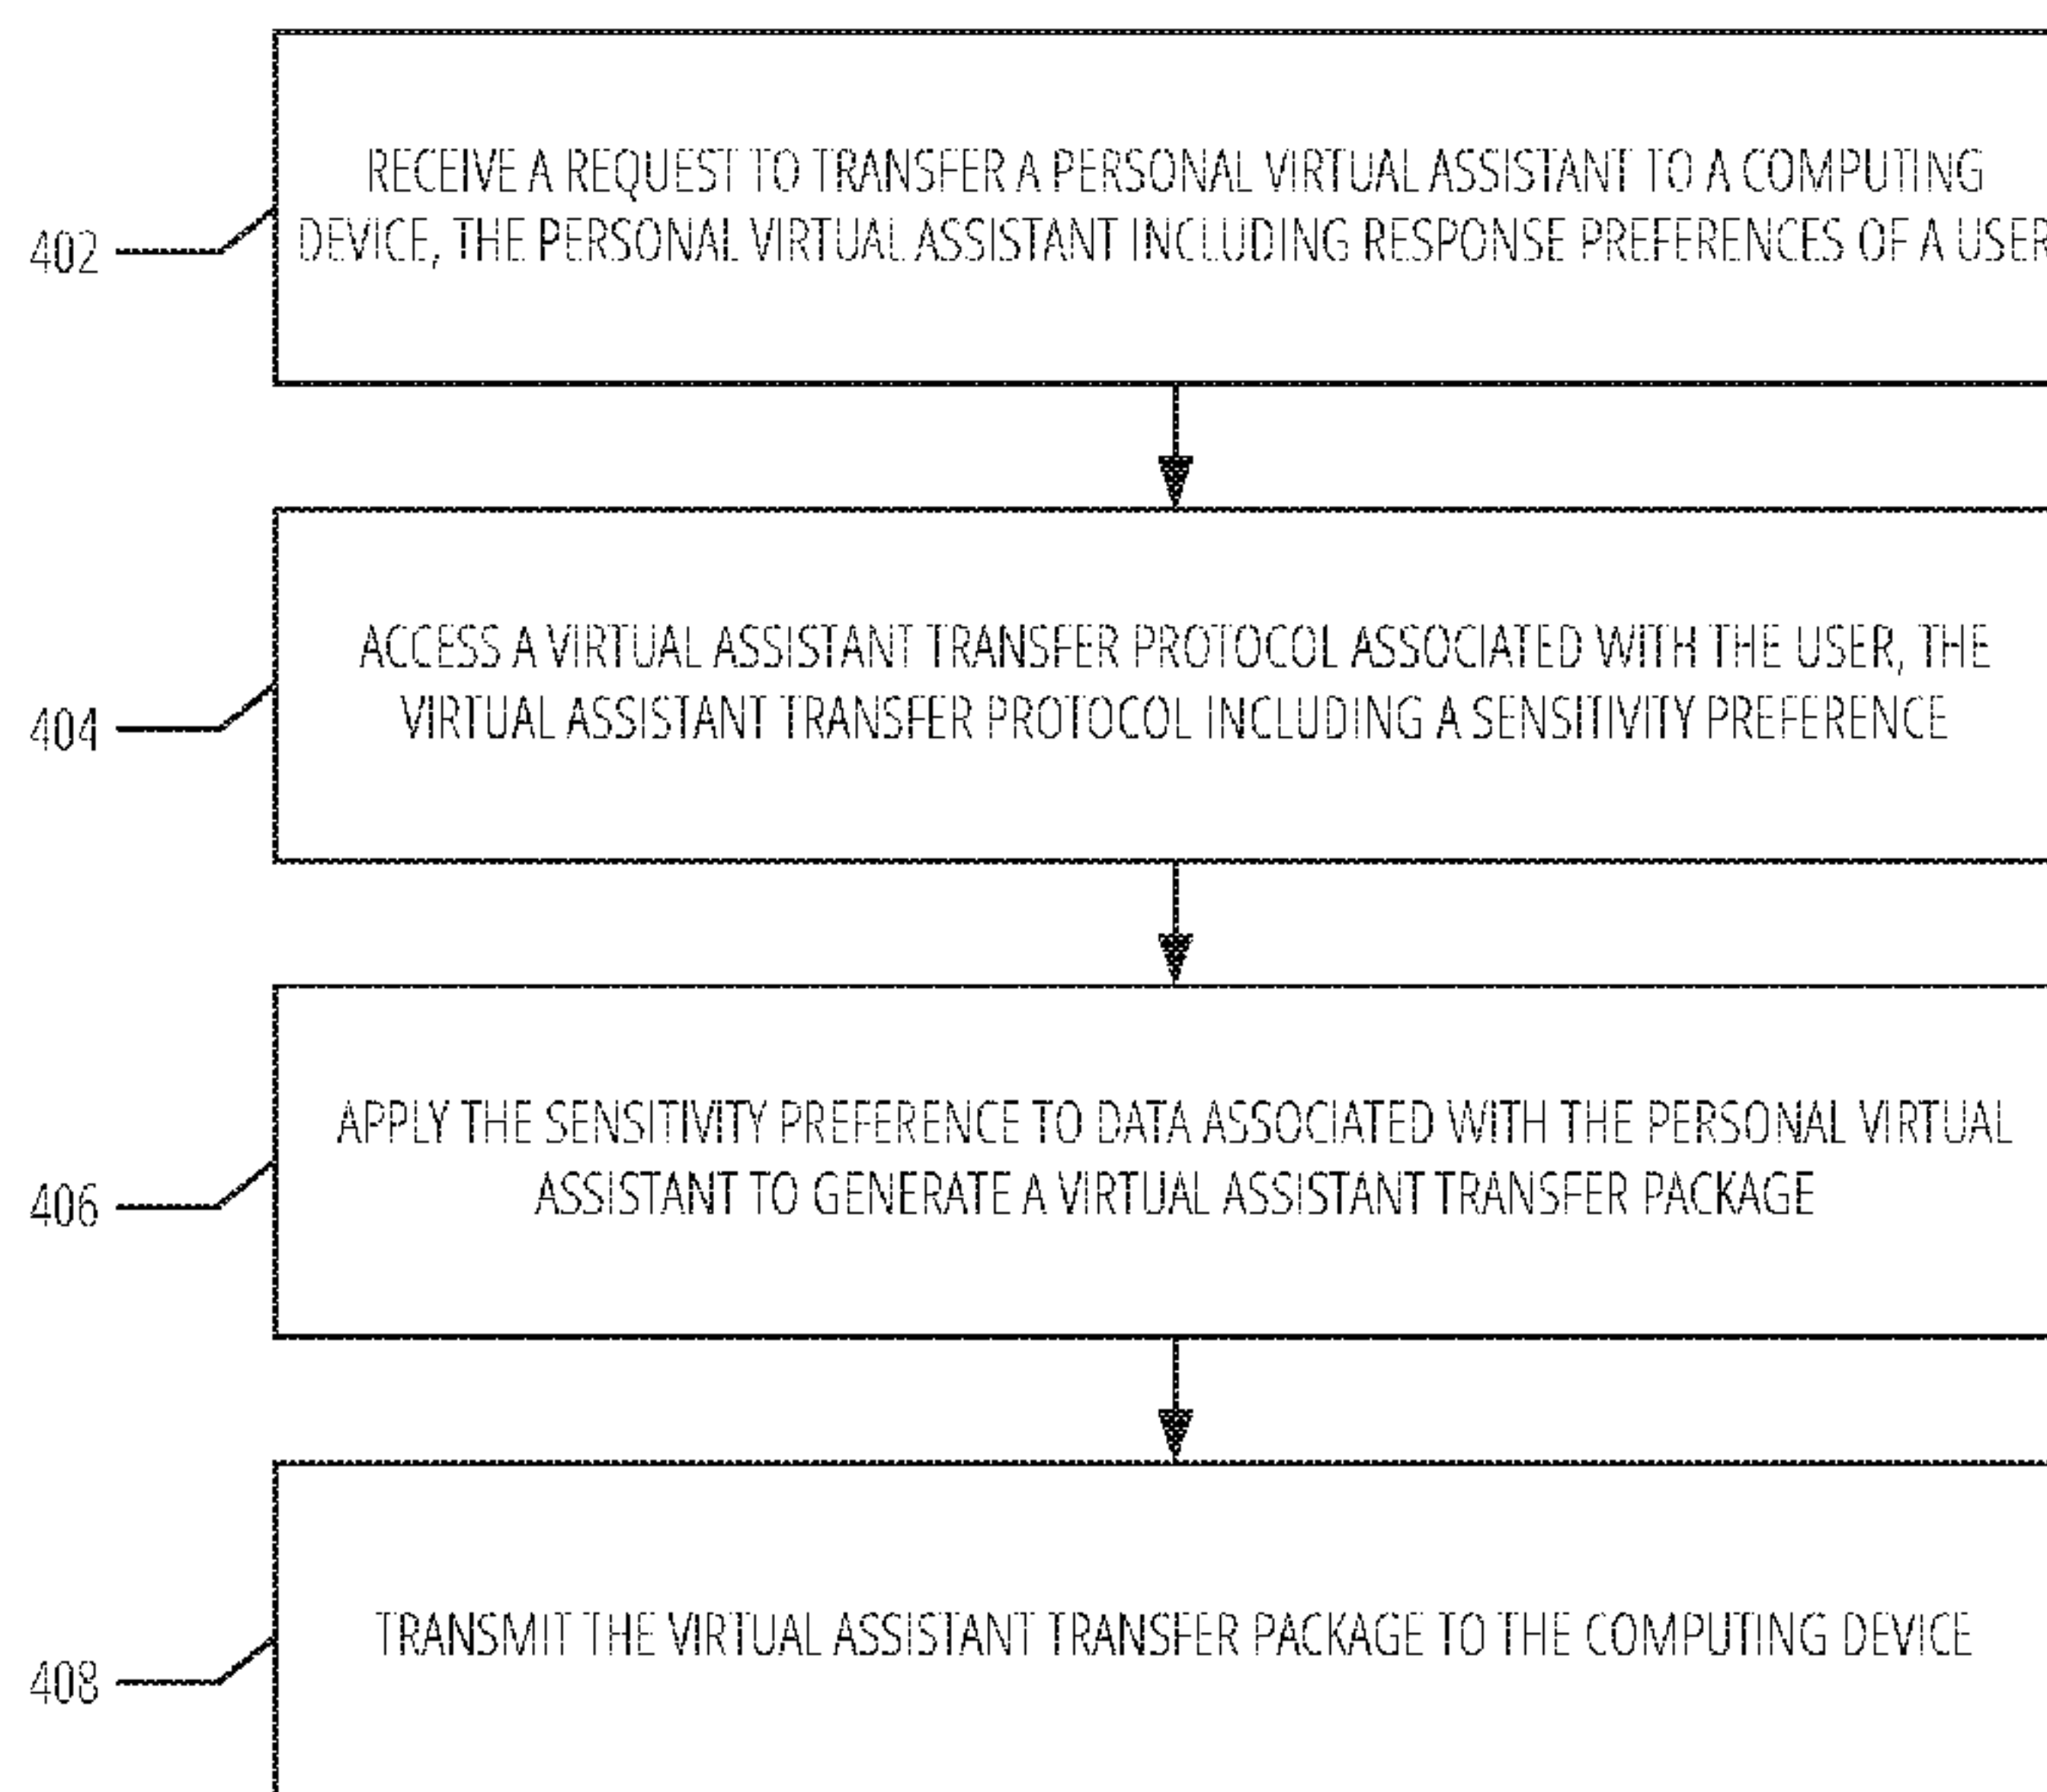 RECEIVE A REQUEST TO TRANSFER A PERSONAL VIRTUAL ASSISTANT TO A COMPUTING
DEVICE, THE PERSONAL VIRTUAL ASSISTANT INCLUDING RESPONSE PREFERENCES OF A USER
402
ACCESS A VIRTUAL ASSISTANT TRANSFER PROTOCOL ASSOCIATED WITH THE USER, THE
VIRTUAL ASSISTANT TRANSFER PROTOCOL INCLUDING A SENSITIVITY PREFERENCE
404
APPLY THE SENSITIVITY PREFERENCE TO DATA ASSOCIATED WITH THE PERSONAL VIRTUAL
ASSISTANT TO GENERATE A VIRTUAL ASSISTANT TRANSFER PACKAGE
406
TRANSMIT THE VIRTUAL ASSISTANT TRANSFER PACKAGE TO THE COMPUTING DEVICE
408